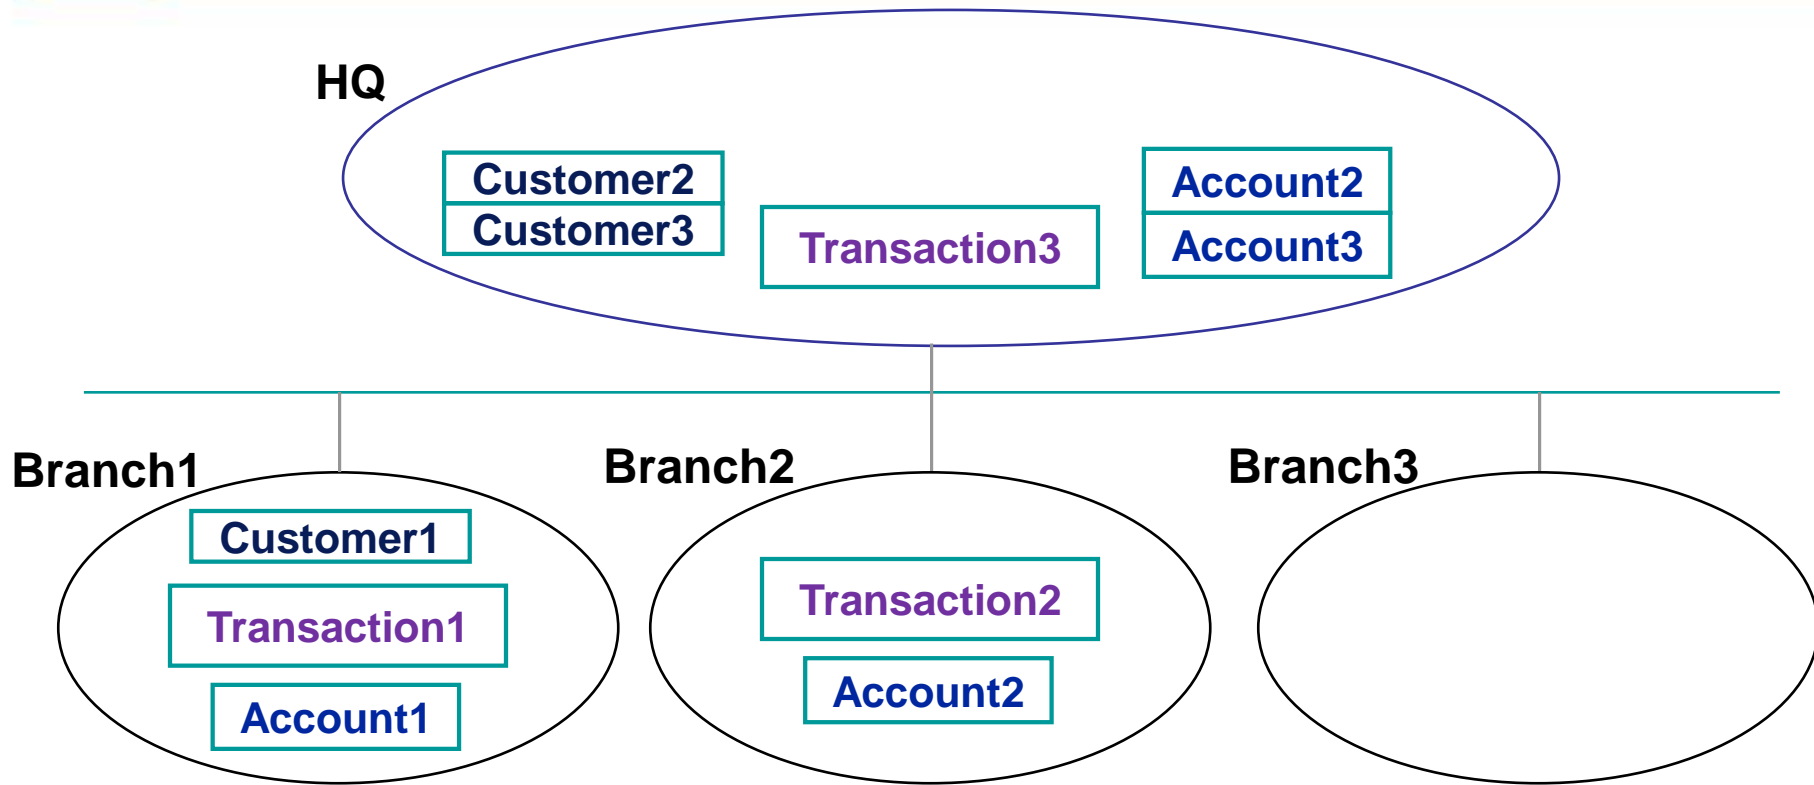 HQ
Customer2
Customer3
Transaction3
Account2
Account3
Branch1
Customer1
Transaction1
Account1
Branch2
Transaction2
Account2
Branch3